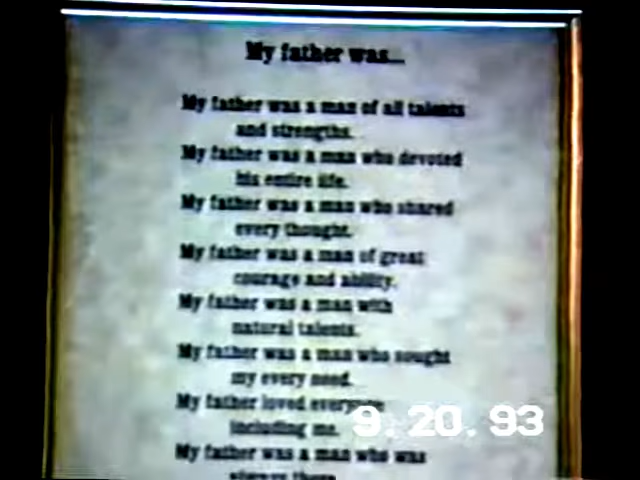 My father was...
My father was a man of all talents
and strengths.
My father was a man who devoted
his entire life.
My father was a man who shared
every thought.
My father was a man of great
courage and ability.
My father was a man with
natural talents.
My father was a man who sought
my every need.
My father loved everyone
including me.
9.20.93
My father was a man who was
always there